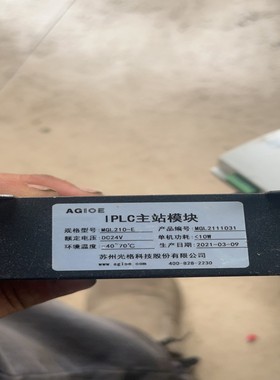 AGIOE
IPLC主站模块
规格型号: MGL210-E 产品编号: MGL2111031
额定电压: DC24V 单机功耗: ≤10W
环境温度: -40~70℃ 生产日期: 2021-03-09
苏州光格科技股份有限公司
www.agioe.com 400-828-2230